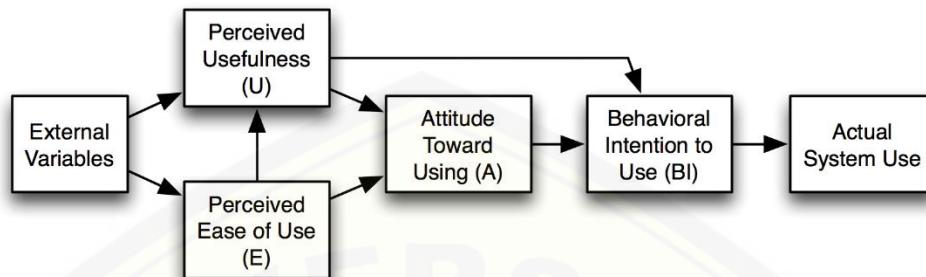 External
Variables
Perceived
Usefulness
(U)
Perceived
Ease of Use
(E)
Attitude
Toward
Using (A)
Behavioral
Intention to
Use (BI)
Actual
System Use